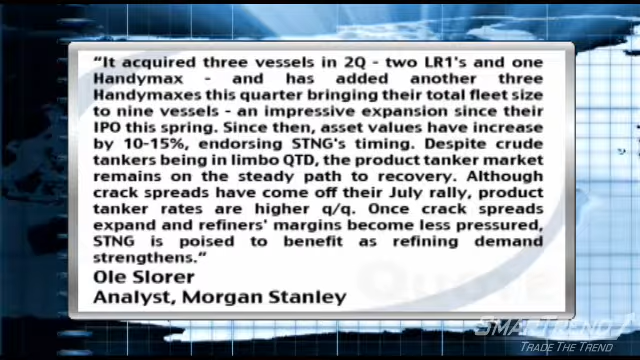 “It acquired three vessels in 2Q - two LR1's and one
Handymax - and has added another three
Handymaxes this quarter bringing their total fleet size
to nine vessels - an impressive expansion since their
IPO this spring. Since then, asset values have increase
by 10-15%, endorsing STNG's timing. Despite crude
tankers being in limbo QTD, the product tanker market
remains on the steady path to recovery. Although
crack spreads have come off their July rally, product
tanker rates are higher q/q. Once crack spreads
expand and refiners' margins become less pressured,
STNG is poised to benefit as refining demand
strengthens.”
Ole Slorer
Analyst, Morgan Stanley
Quote
SmarTrend
Trade The Trend